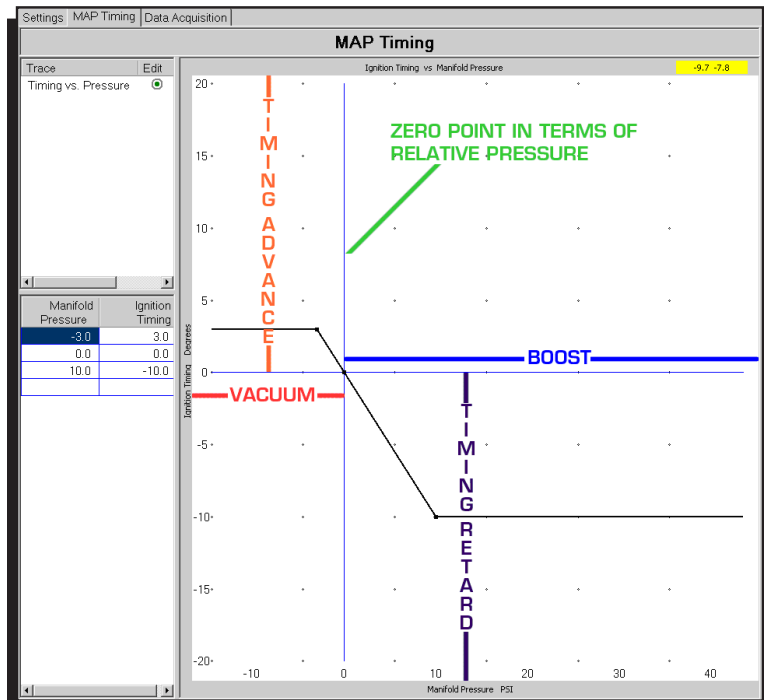 Settings MAP Timing Data Acquisition
MAP Timing
Trace Edit
Timing vs. Pressure
Manifold Pressure Ignition Timing
-3.0 3.0
0.0 0.0
10.0 -10.0
Ignition Timing vs Manifold Pressure
-9.7 -7.8
20
15
10
5
0
-5
-10
-15
-20
Ignition Timing Degrees
TIMING ADVANCE
ZERO POINT IN TERMS OF
RELATIVE PRESSURE
BOOST
VACUUM
TIMING RETARD
-10 0 10 20 30 40
Manifold Pressure PSI